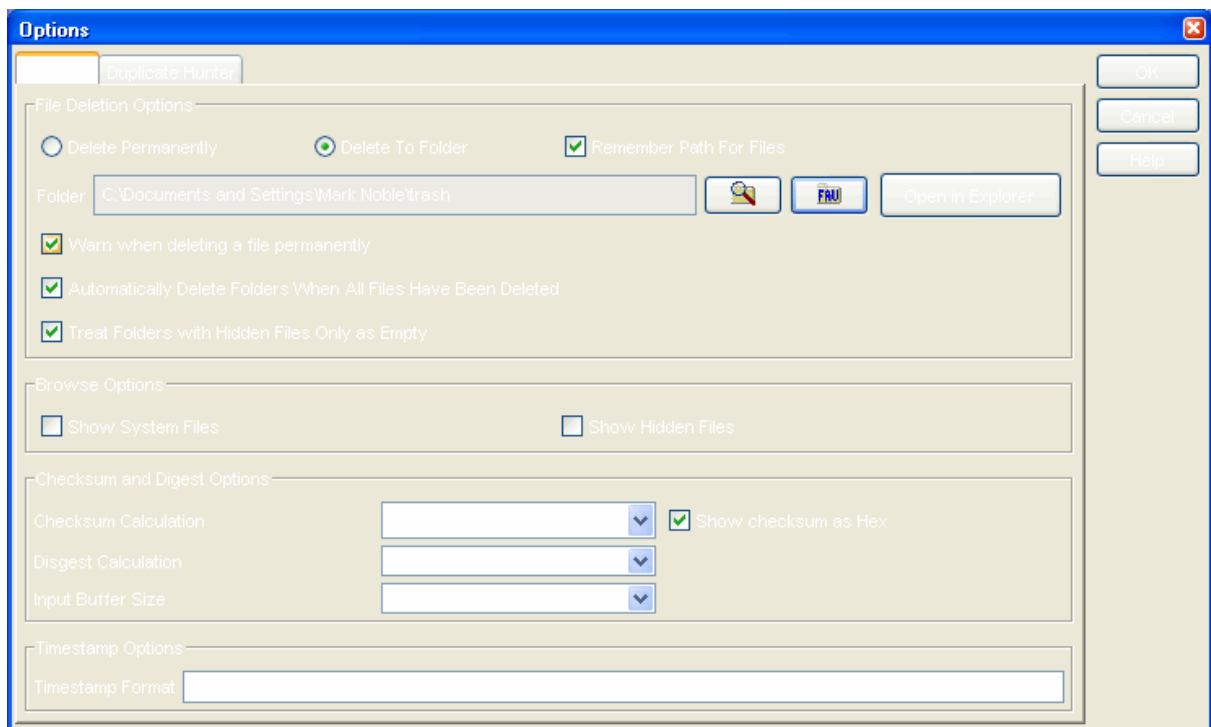 Options
Duplicate Hunter
OK
Cancel
Help
File Deletion Options
Delete Permanently
Delete To Folder
Remember Path For Files
Folder
C:\Documents and Settings\Mark Noble\trash
FAV
Open in Explorer
Warn when deleting a file permanently
Automatically Delete Folders When All Files Have Been Deleted
Treat Folders with Hidden Files Only as Empty
Browse Options
Show System Files
Show Hidden Files
Checksum and Digest Options
Checksum Calculation
Show checksum as Hex
Disgest Calculation
Input Buffer Size
Timestamp Options
Timestamp Format